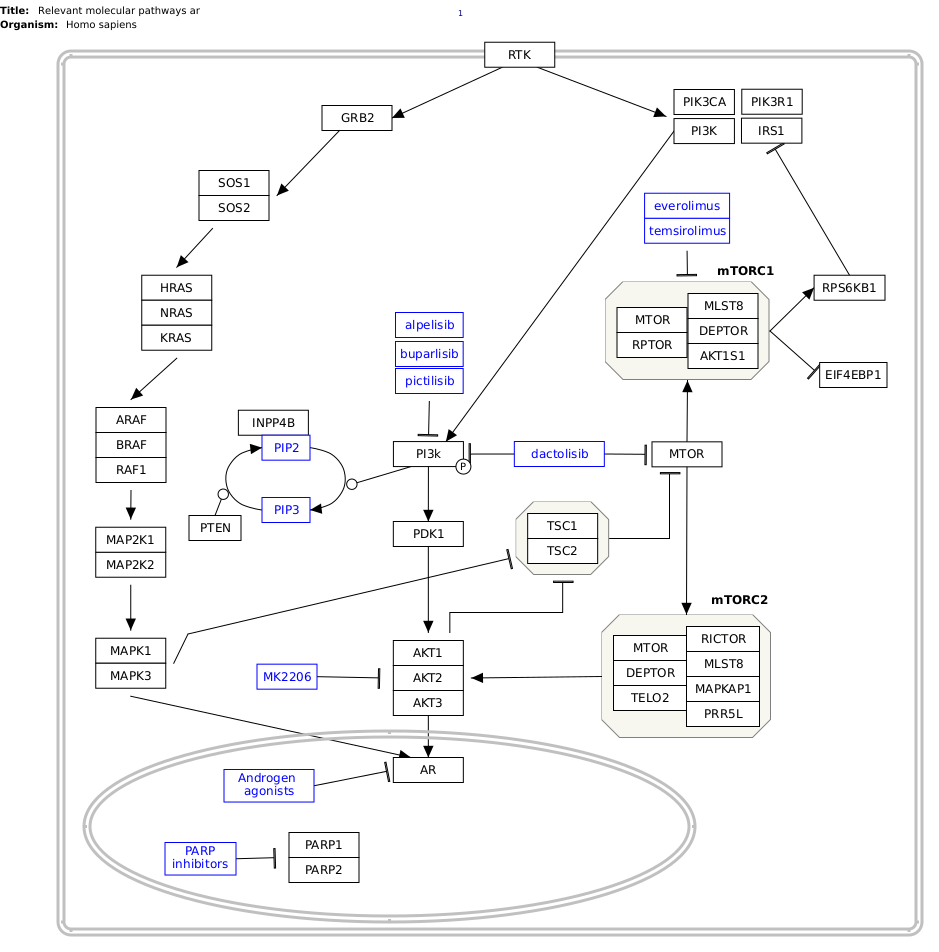 Title: Relevant molecular pathways ar
1
Organism: Homo sapiens
RTK
PIK3CA
PIK3R1
GRB2
PI3K
IRS1
SOS1
SOS2
everolimus
temsirolimus
mTORC1
HRAS
NRAS
KRAS
RPS6KB1
MTOR
RPTOR
MLST8
DEPTOR
AKT1S1
alpelisib
buparlisib
pictilisib
EIF4EBP1
ARAF
BRAF
RAF1
INPP4B
PIP2
PI3k
P
dactolisib
MTOR
PIP3
PTEN
PDK1
TSC1
TSC2
MAP2K1
MAP2K2
mTORC2
MAPK1
MAPK3
MK2206
AKT1
AKT2
AKT3
MTOR
DEPTOR
TELO2
RICTOR
MLST8
MAPKAP1
PRR5L
AR
Androgen
agonists
PARP
inhibitors
PARP1
PARP2